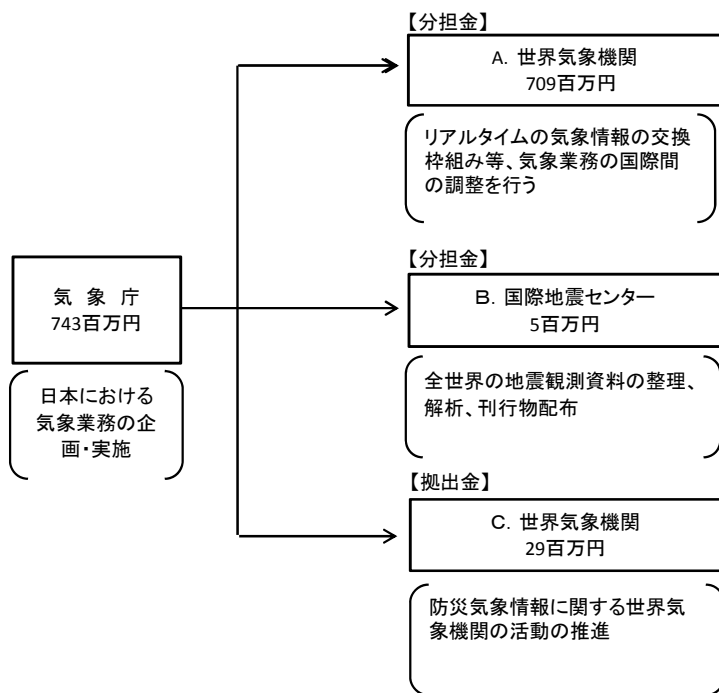 【分担金】
A. 世界気象機関
709百万円
リアルタイムの気象情報の交換
枠組み等、気象業務の国際間
の調整を行う
気 象 庁
743百万円
日本における
気象業務の企
画・実施
【分担金】
B. 国際地震センター
5百万円
全世界の地震観測資料の整理、
解析、刊行物配布
【拠出金】
C. 世界気象機関
29百万円
防災気象情報に関する世界気
象機関の活動の推進